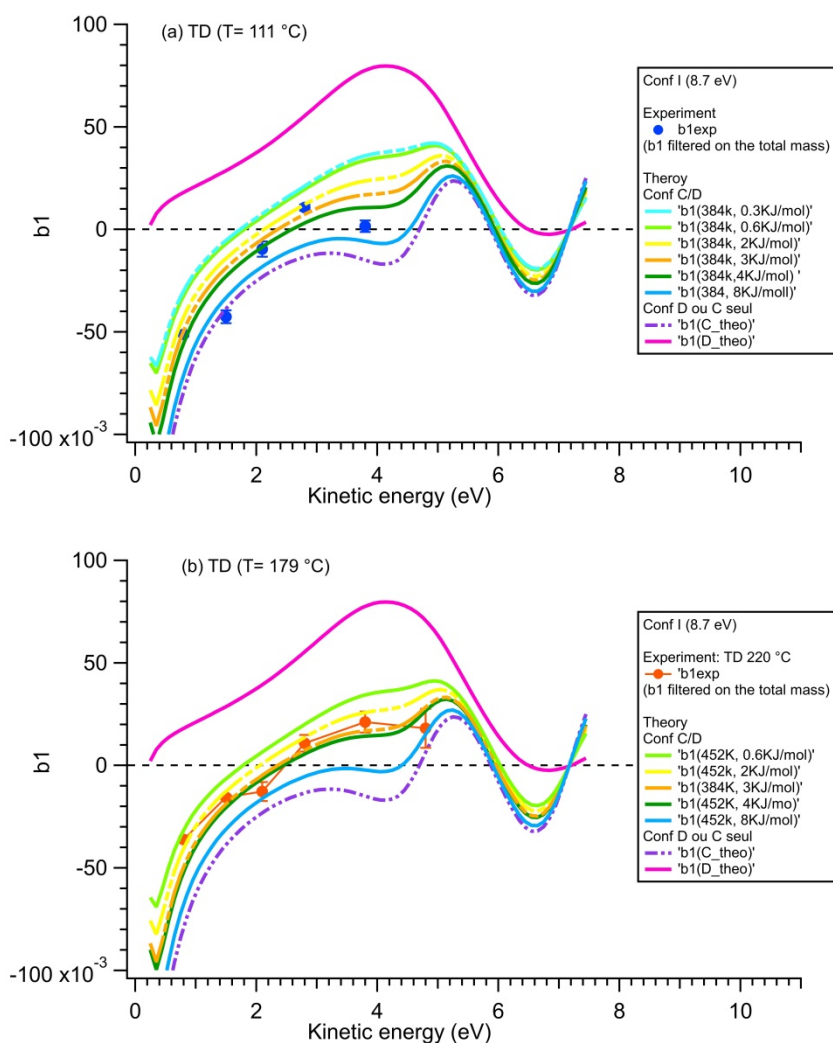 100
50
0
-50
-100 x10⁻³
b1
(a) TD (T= 111 °C)
0
2
4
6
8
10
Kinetic energy (eV)
Conf I (8.7 eV)
Experiment
b1exp
(b1 filtered on the total mass)
Theroy
Conf C/D
'b1(384k, 0.3KJ/mol)'
'b1(384k, 0.6KJ/mol)'
'b1(384k, 2KJ/mol)'
'b1(384k, 3KJ/mol)'
'b1(384k,4KJ/mol) '
'b1(384, 8KJ/moll)'
Conf D ou C seul
'b1(C_theo)'
'b1(D_theo)'
100
50
0
-50
-100 x10⁻³
b1
(b) TD (T= 179 °C)
0
2
4
6
8
10
Kinetic energy (eV)
Conf I (8.7 eV)
Experiment: TD 220 °C
'b1exp
(b1 filtered on the total mass)
Theory
Conf C/D
'b1(452K, 0.6KJ/mol)'
'b1(452k, 2KJ/mol)'
'b1(384K, 3KJ/mol)'
'b1(452K, 4KJ/mo)'
'b1(452k, 8KJ/mol)'
Conf D ou C seul
'b1(C_theo)'
'b1(D_theo)'